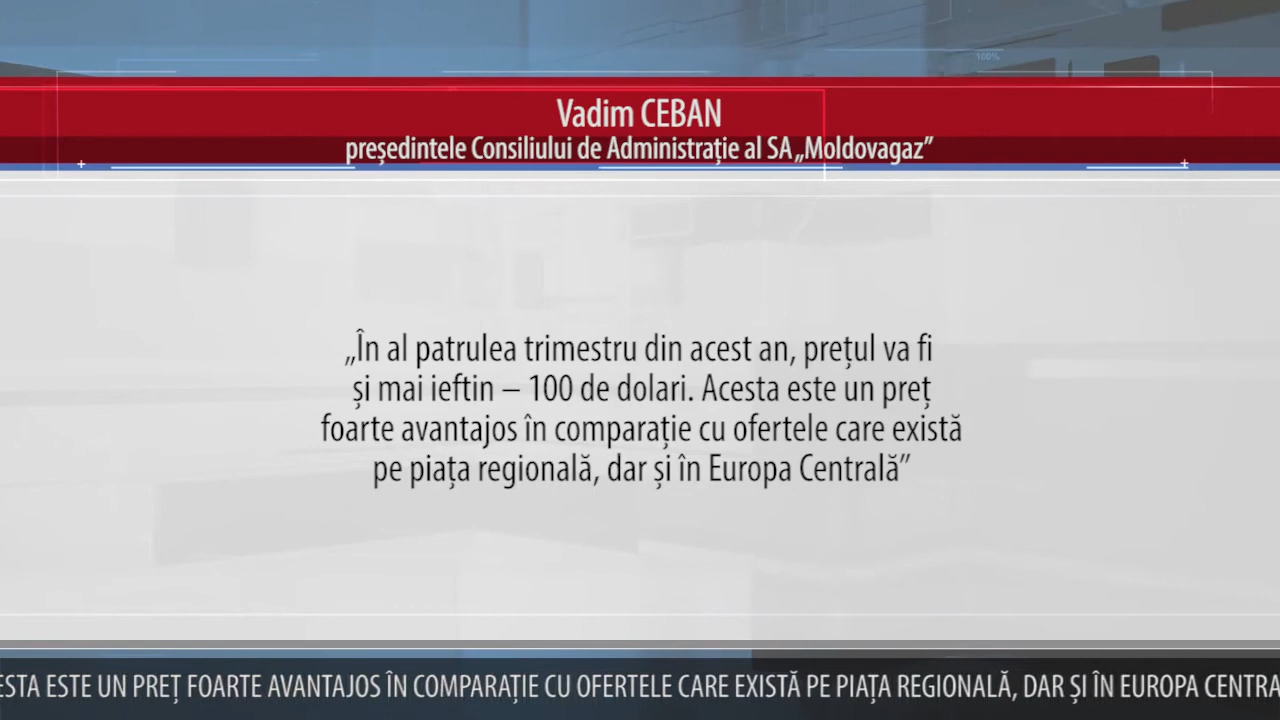 100%
Vadim CEBAN
președintele Consiliului de Administrație al SA „Moldovagaz”
„În al patrulea trimestru din acest an, prețul va fi
și mai ieftin – 100 de dolari. Acesta este un preț
foarte avantajos în comparație cu ofertele care există
pe piața regională, dar și în Europa Centrală”
ESTA ESTE UN PREȚ FOARTE AVANTAJOS ÎN COMPARAȚIE CU OFERTELE CARE EXISTĂ PE PIAȚA REGIONALĂ, DAR ȘI ÎN EUROPA CENTRA